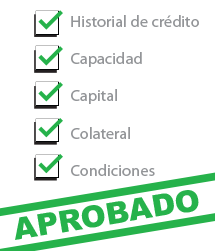 Historial de crédito
Capacidad
Capital
Colateral
Condiciones
APROBADO